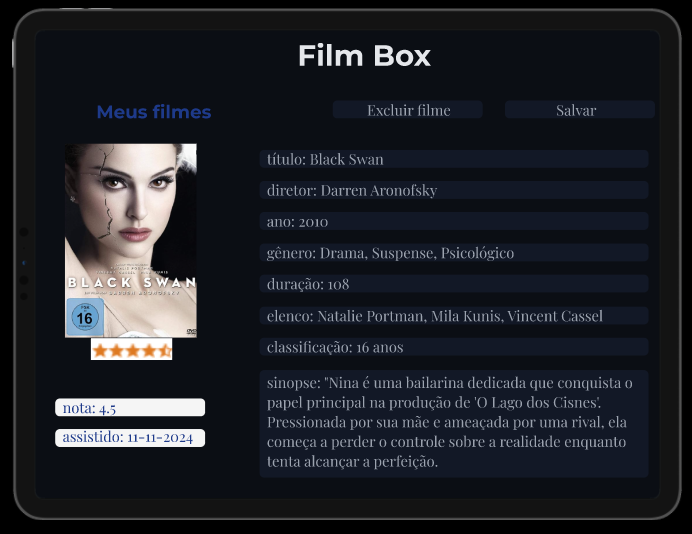 Film Box
Meus filmes
Excluir filme
Salvar
BLACK SWAN
16
nota: 4.5
assistido: 11-11-2024
título: Black Swan
diretor: Darren Aronofsky
ano: 2010
gênero: Drama, Suspense, Psicológico
duração: 108
elenco: Natalie Portman, Mila Kunis, Vincent Cassel
classificação: 16 anos
sinopse: "Nina é uma bailarina dedicada que conquista o
papel principal na produção de 'O Lago dos Cisnes'.
Pressionada por sua mãe e ameaçada por uma rival, ela
começa a perder o controle sobre a realidade enquanto
tenta alcançar a perfeição.